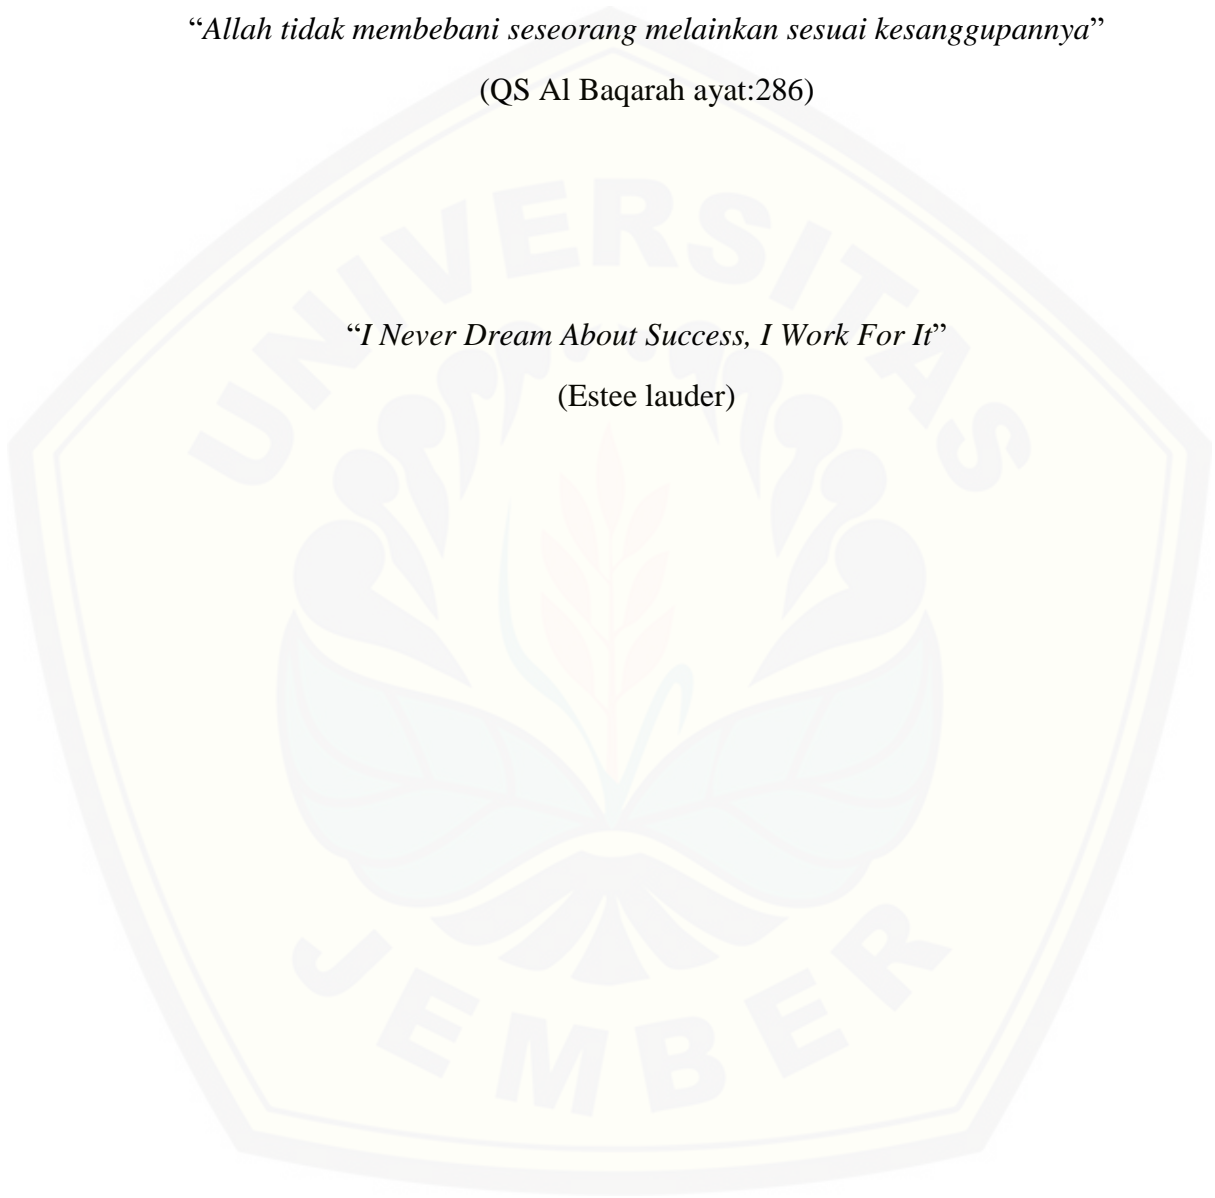 “Allah tidak membebani seseorang melainkan sesuai kesanggupannya”
(QS Al Baqarah ayat:286)
UNIVERSITAS
“I Never Dream About Success, I Work For It”
(Estee lauder)
JEMBER